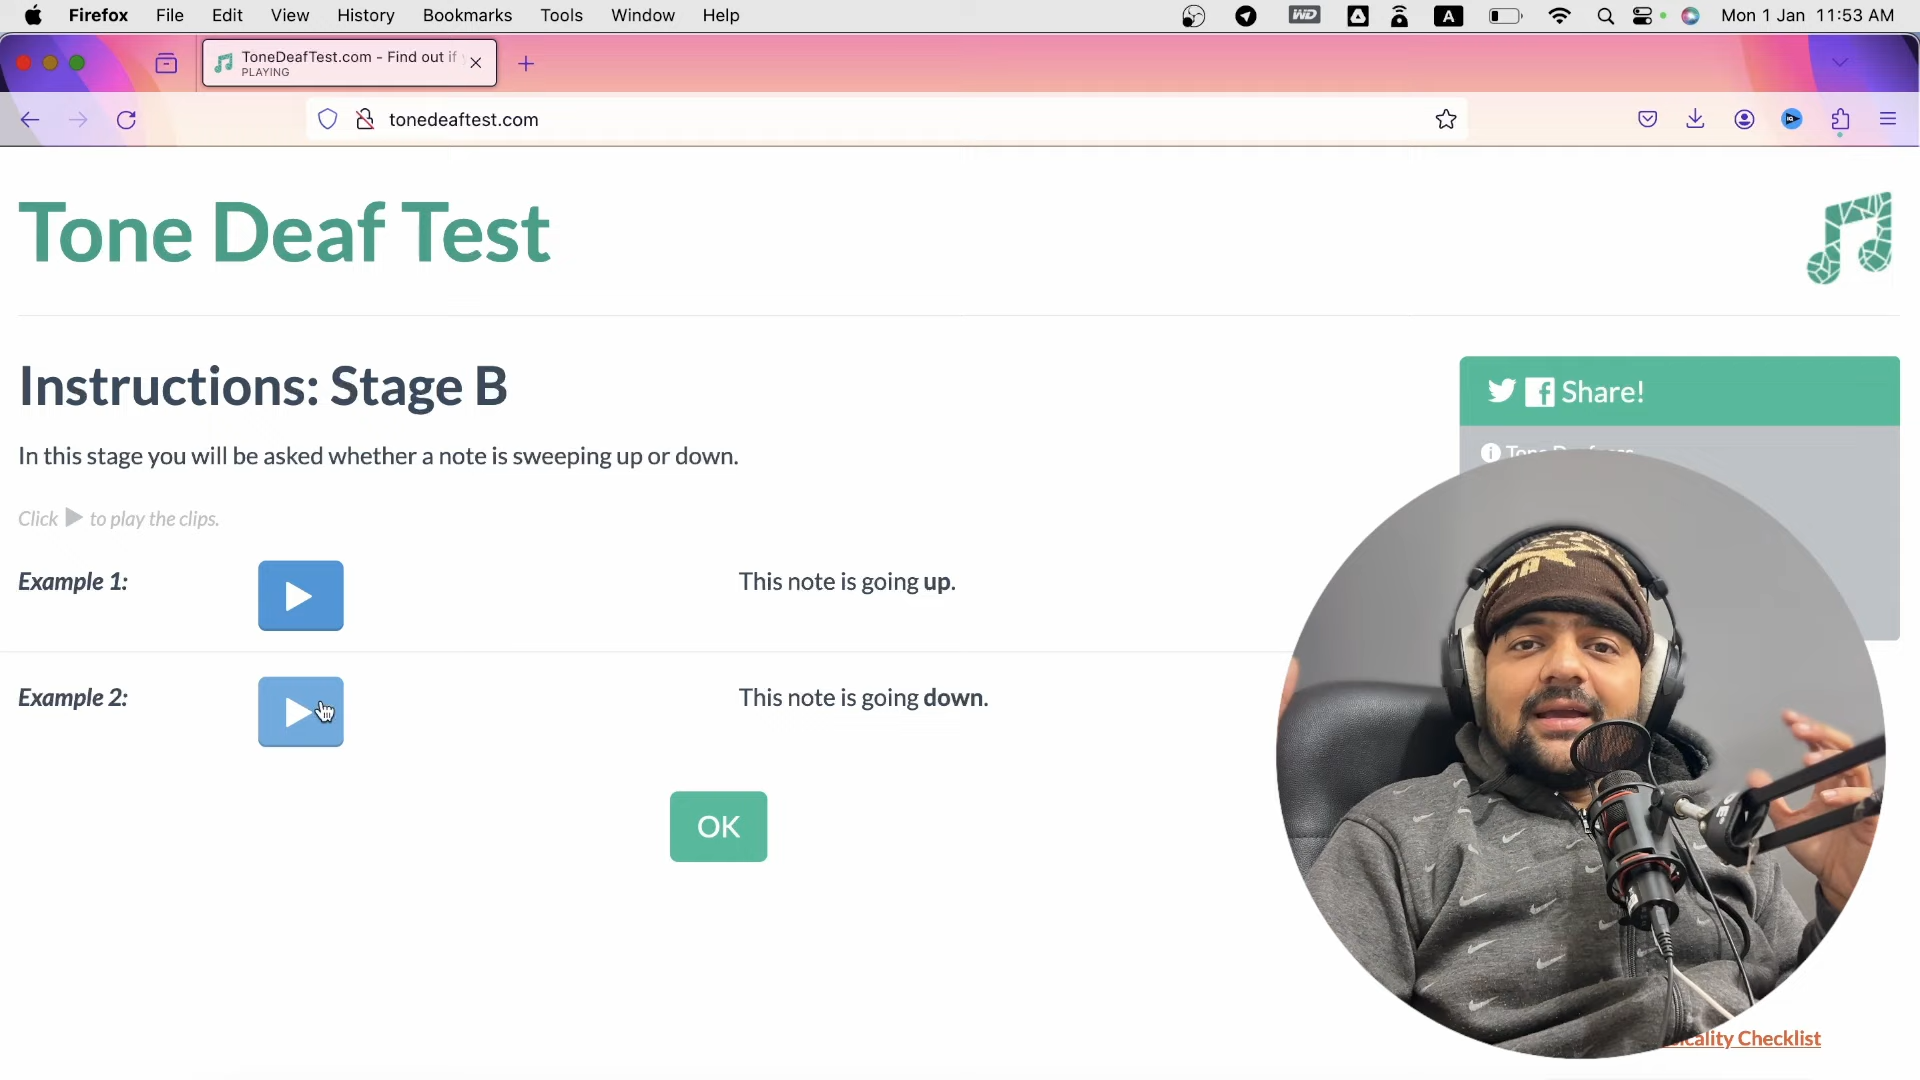 Firefox File Edit View History Bookmarks Tools Window Help WD A Mon 1 Jan 11:53 AM
ToneDeafTest.com - Find out if
PLAYING
tonedeaftest.com
Tone Deaf Test
Instructions: Stage B
Share!
In this stage you will be asked whether a note is sweeping up or down.
Click to play the clips.
Example 1: This note is going up.
Example 2: This note is going down.
OK
Checklist